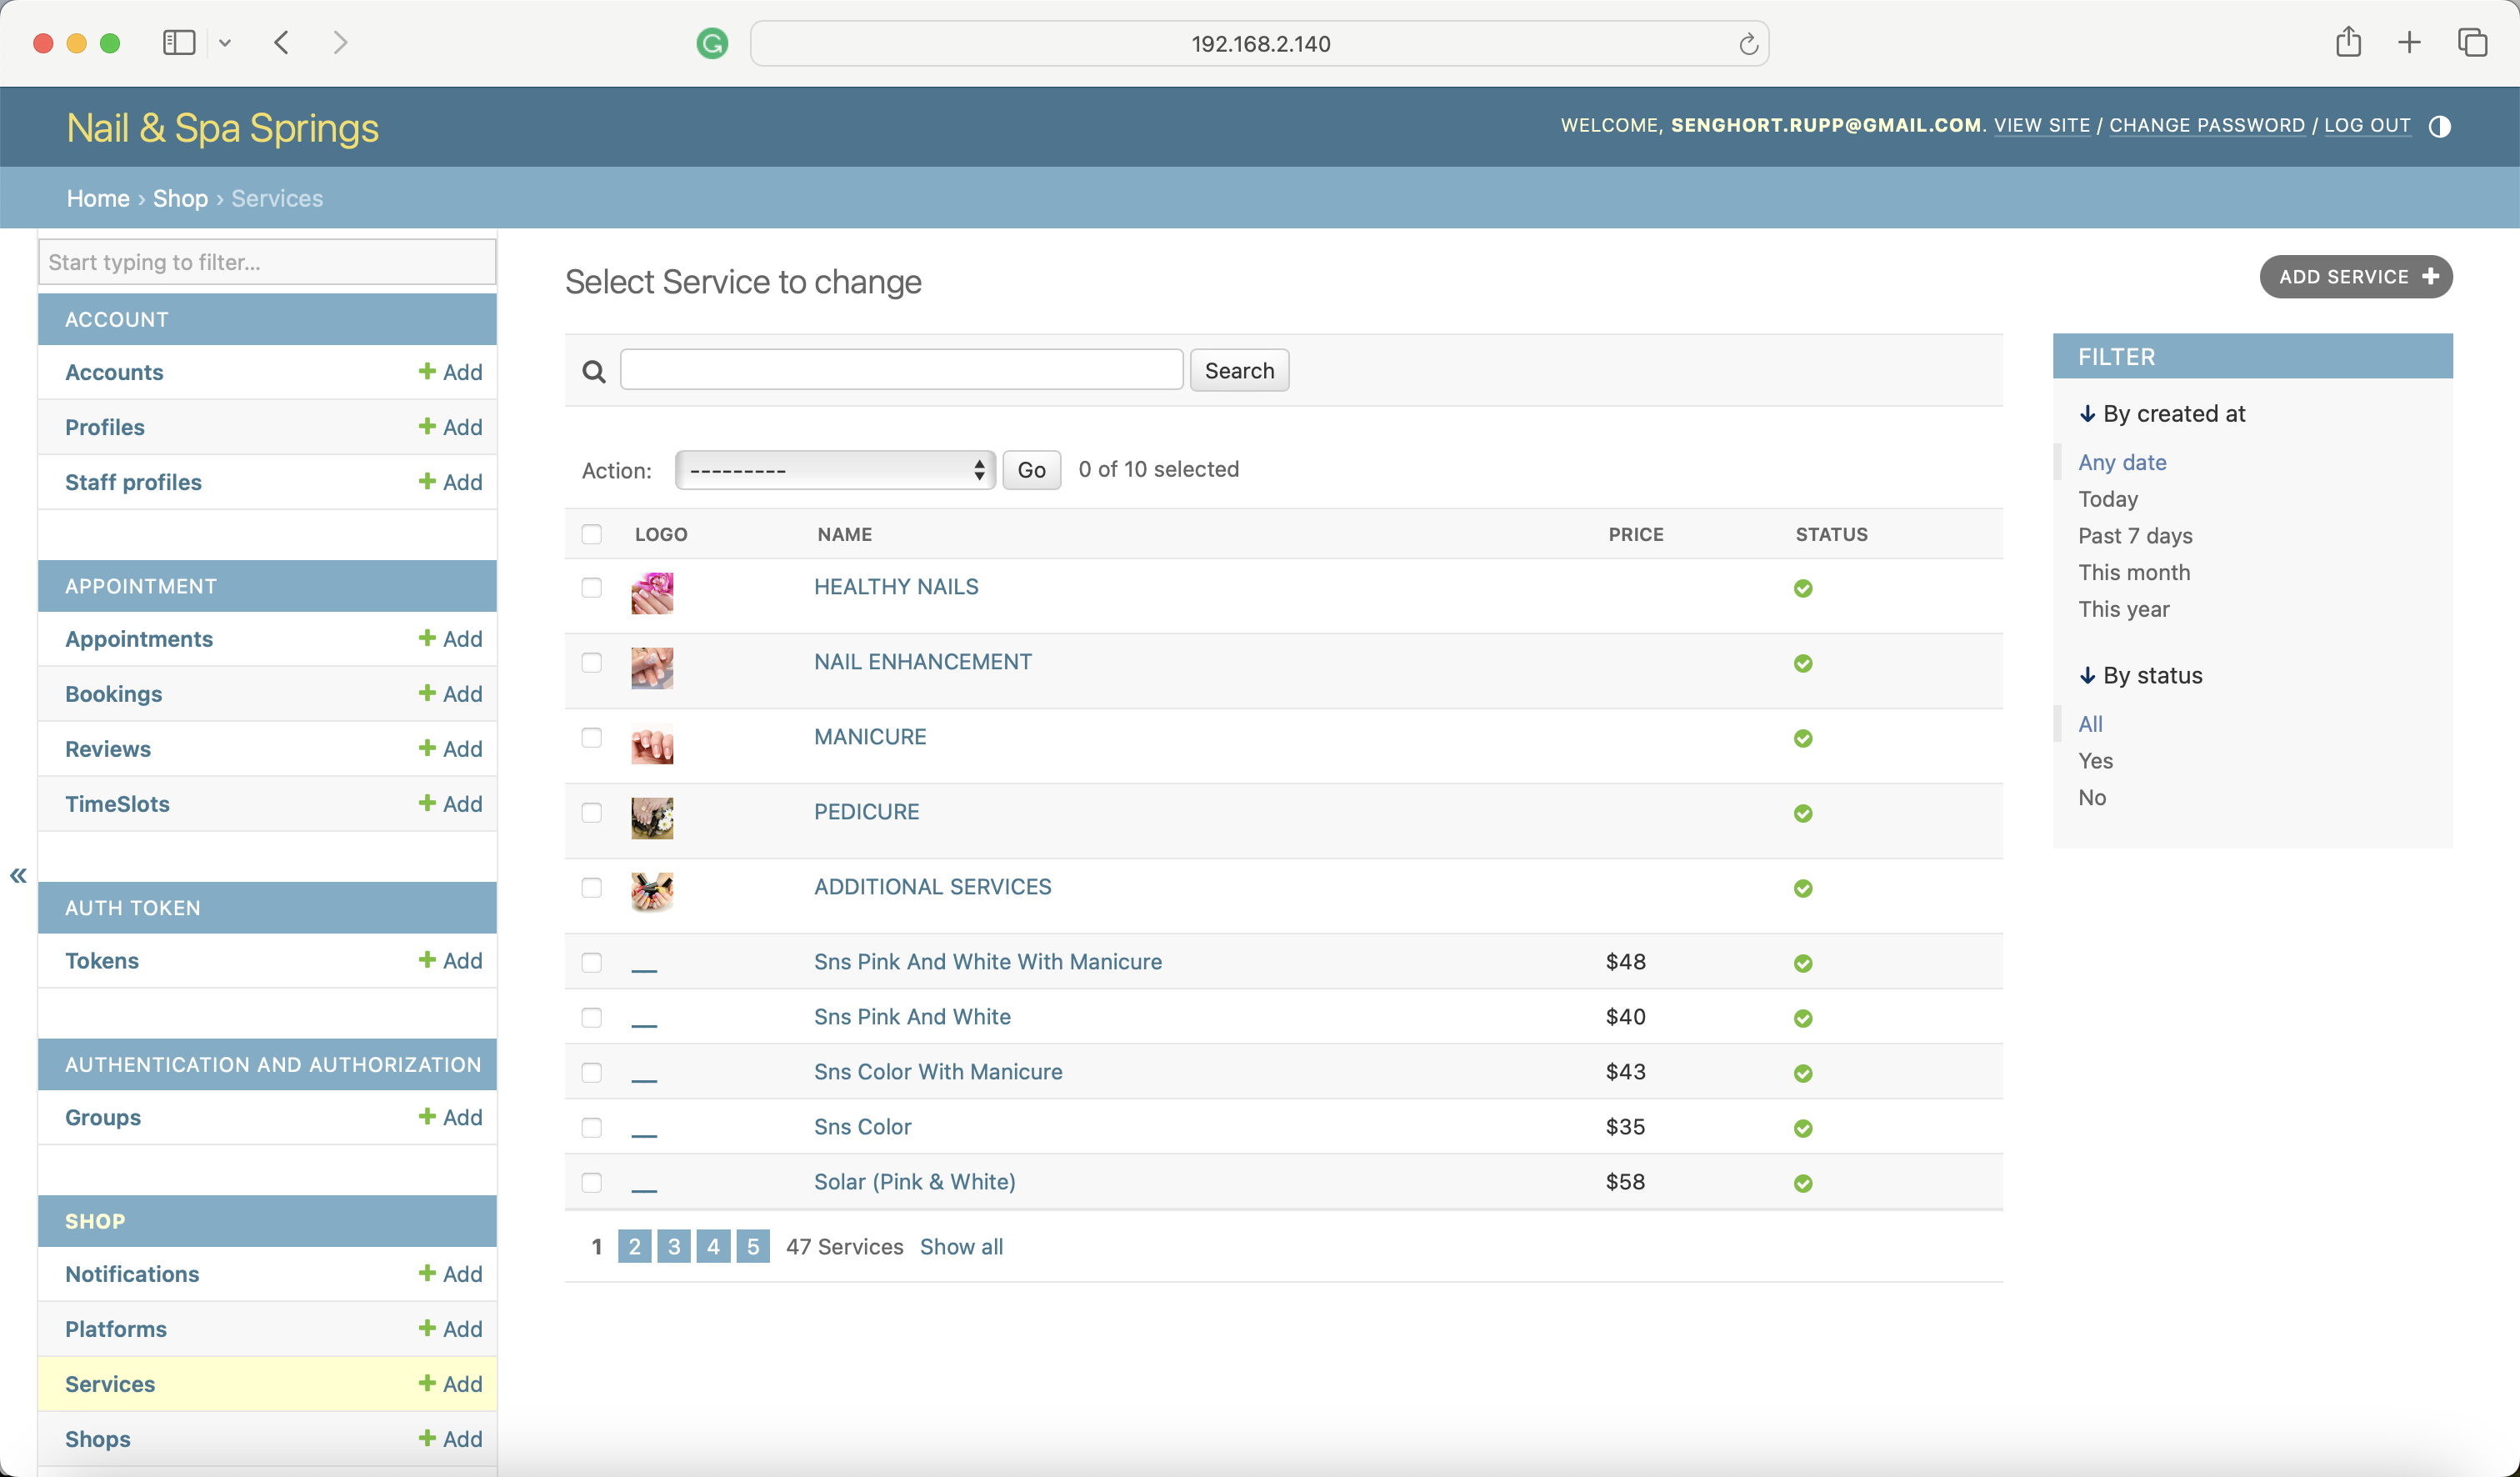 192.168.2.140
Nail & Spa Springs
WELCOME, SENGHORT.RUPP@GMAIL.COM. VIEW SITE / CHANGE PASSWORD / LOG OUT
Home › Shop › Services
Start typing to filter...
ACCOUNT
Accounts + Add
Profiles + Add
Staff profiles + Add
APPOINTMENT
Appointments + Add
Bookings + Add
Reviews + Add
TimeSlots + Add
«
AUTH TOKEN
Tokens + Add
AUTHENTICATION AND AUTHORIZATION
Groups + Add
SHOP
Notifications + Add
Platforms + Add
Services + Add
Shops + Add
Select Service to change
ADD SERVICE +
Search
Action: --------- Go 0 of 10 selected
LOGO NAME PRICE STATUS
HEALTHY NAILS
NAIL ENHANCEMENT
MANICURE
PEDICURE
ADDITIONAL SERVICES
__ Sns Pink And White With Manicure $48
__ Sns Pink And White $40
__ Sns Color With Manicure $43
__ Sns Color $35
__ Solar (Pink & White) $58
1 2 3 4 5 47 Services Show all
FILTER
↓ By created at
Any date
Today
Past 7 days
This month
This year
↓ By status
All
Yes
No